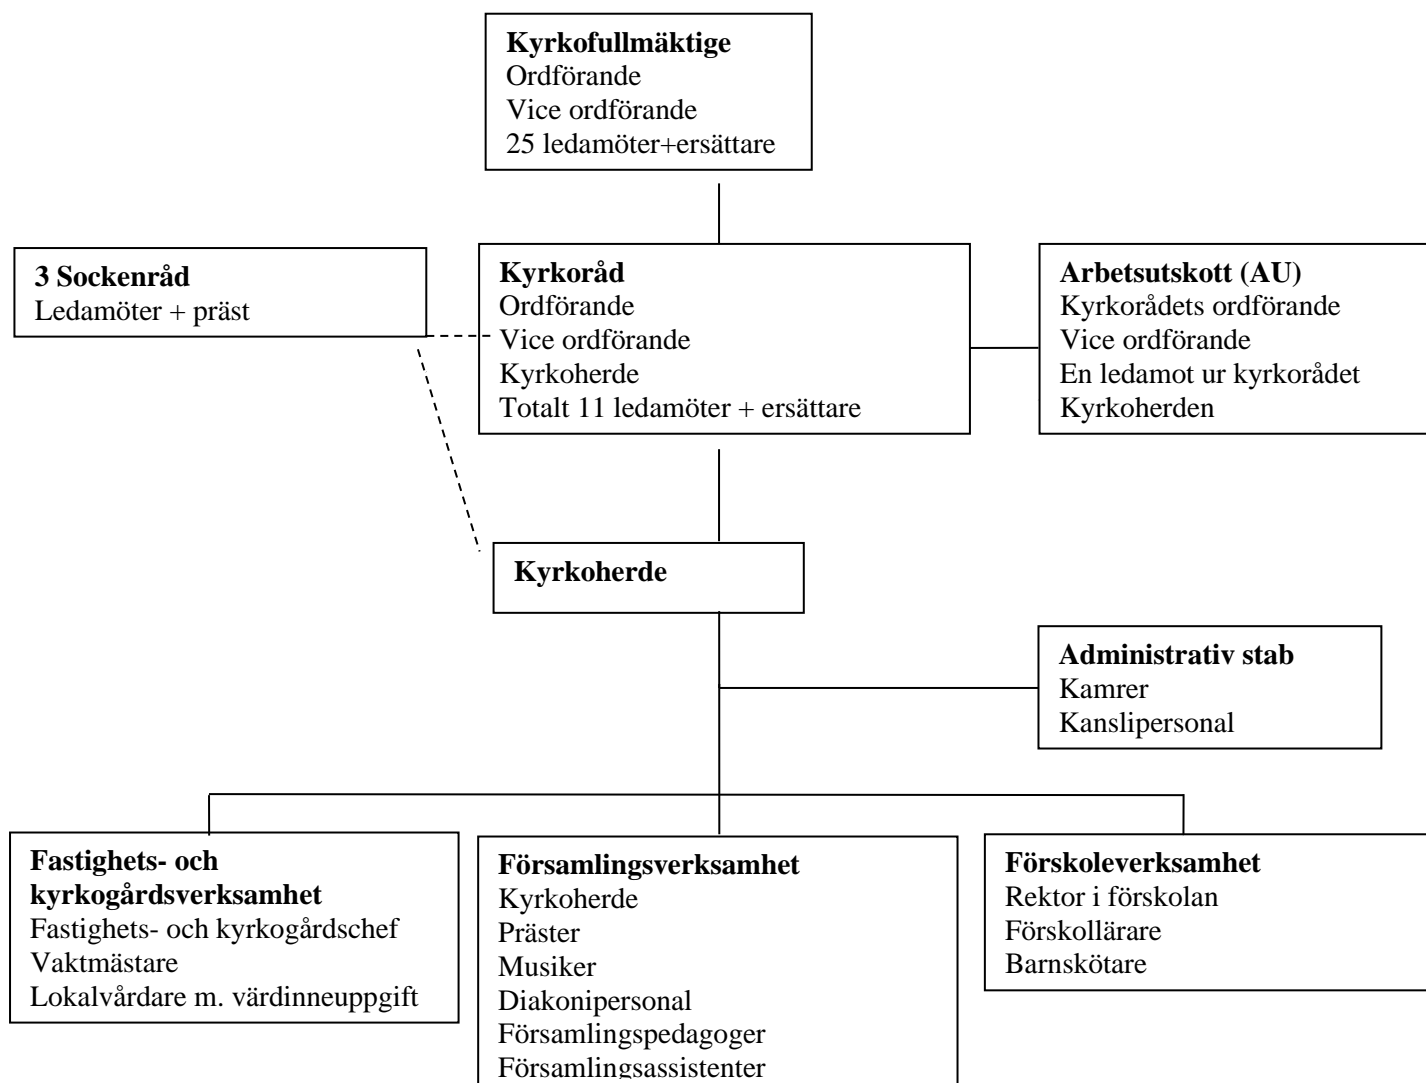 Kyrkofullmäktige
Ordförande
Vice ordförande
25 ledamöter+ersättare
3 Sockenråd
Ledamöter + präst
Kyrkoråd
Ordförande
Vice ordförande
Kyrkoherde
Totalt 11 ledamöter + ersättare
Arbetsutskott (AU)
Kyrkorådets ordförande
Vice ordförande
En ledamot ur kyrkorådet
Kyrkoherden
Kyrkoherde
Administrativ stab
Kamrer
Kanslipersonal
Fastighets- och
kyrkogårdsverksamhet
Fastighets- och kyrkogårdschef
Vaktmästare
Lokalvårdare m. värdinneuppgift
Församlingsverksamhet
Kyrkoherde
Präster
Musiker
Diakonipersonal
Församlingspedagoger
Församlingsassistenter
Förskoleverksamhet
Rektor i förskolan
Förskollärare
Barnskötare